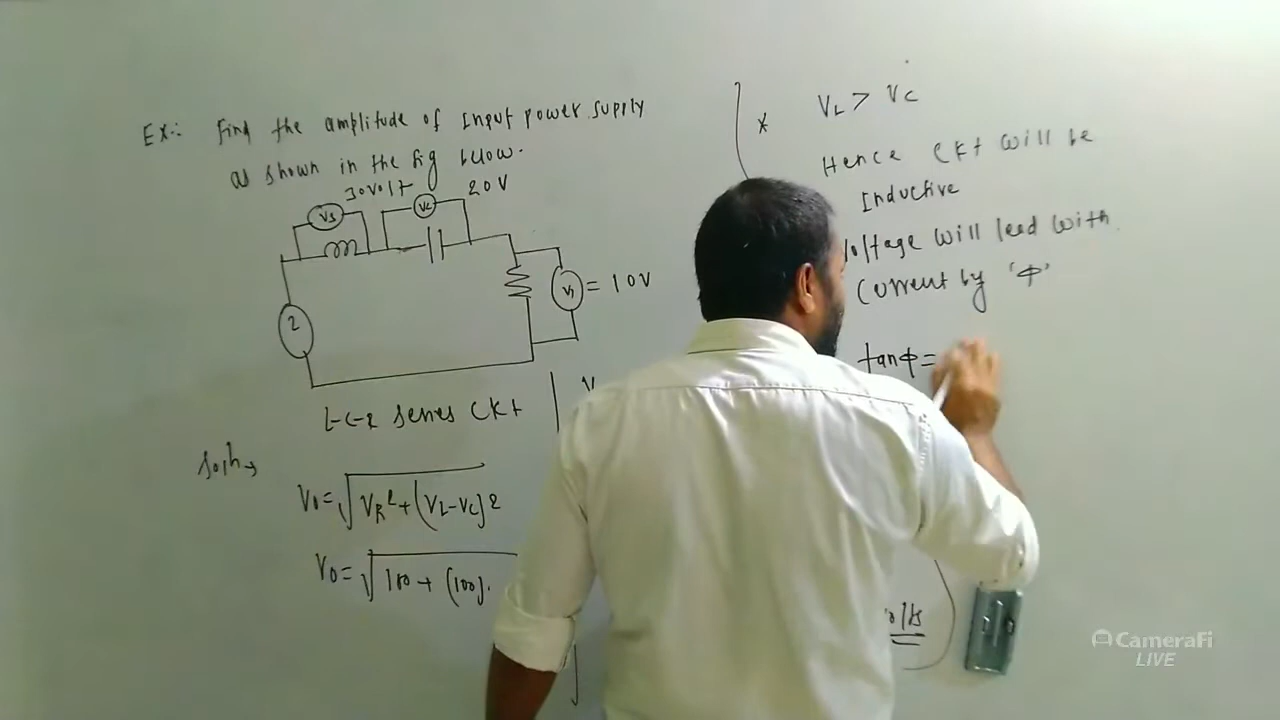 Ex:- Find the amplitude of Input power supply
as shown in the fig below.
30volt
20V
VC
V1 = 10V
L-C-R series CKt
Soln→
V0=√VR²+(VL-VC)2
V0=√100+(100).
* VL > VC
Hence CKt will be
Inductive
Voltage will lead with
current by 'Φ'
tanΦ=
CameraFi
LIVE